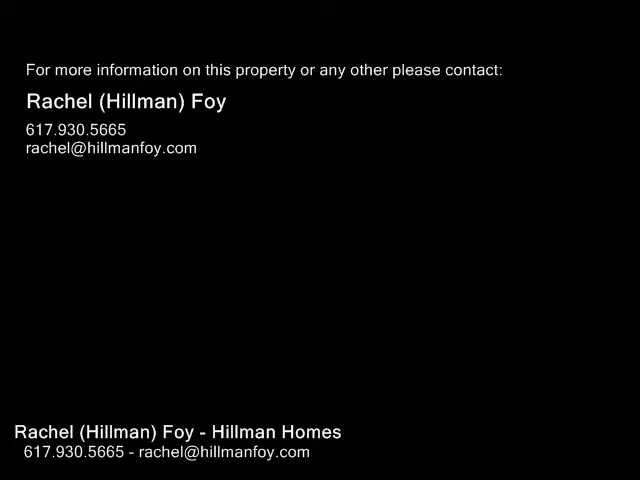 For more information on this property or any other please contact:
Rachel (Hillman) Foy
617.930.5665
rachel@hillmanfoy.com
Rachel (Hillman) Foy - Hillman Homes
617.930.5665 - rachel@hillmanfoy.com